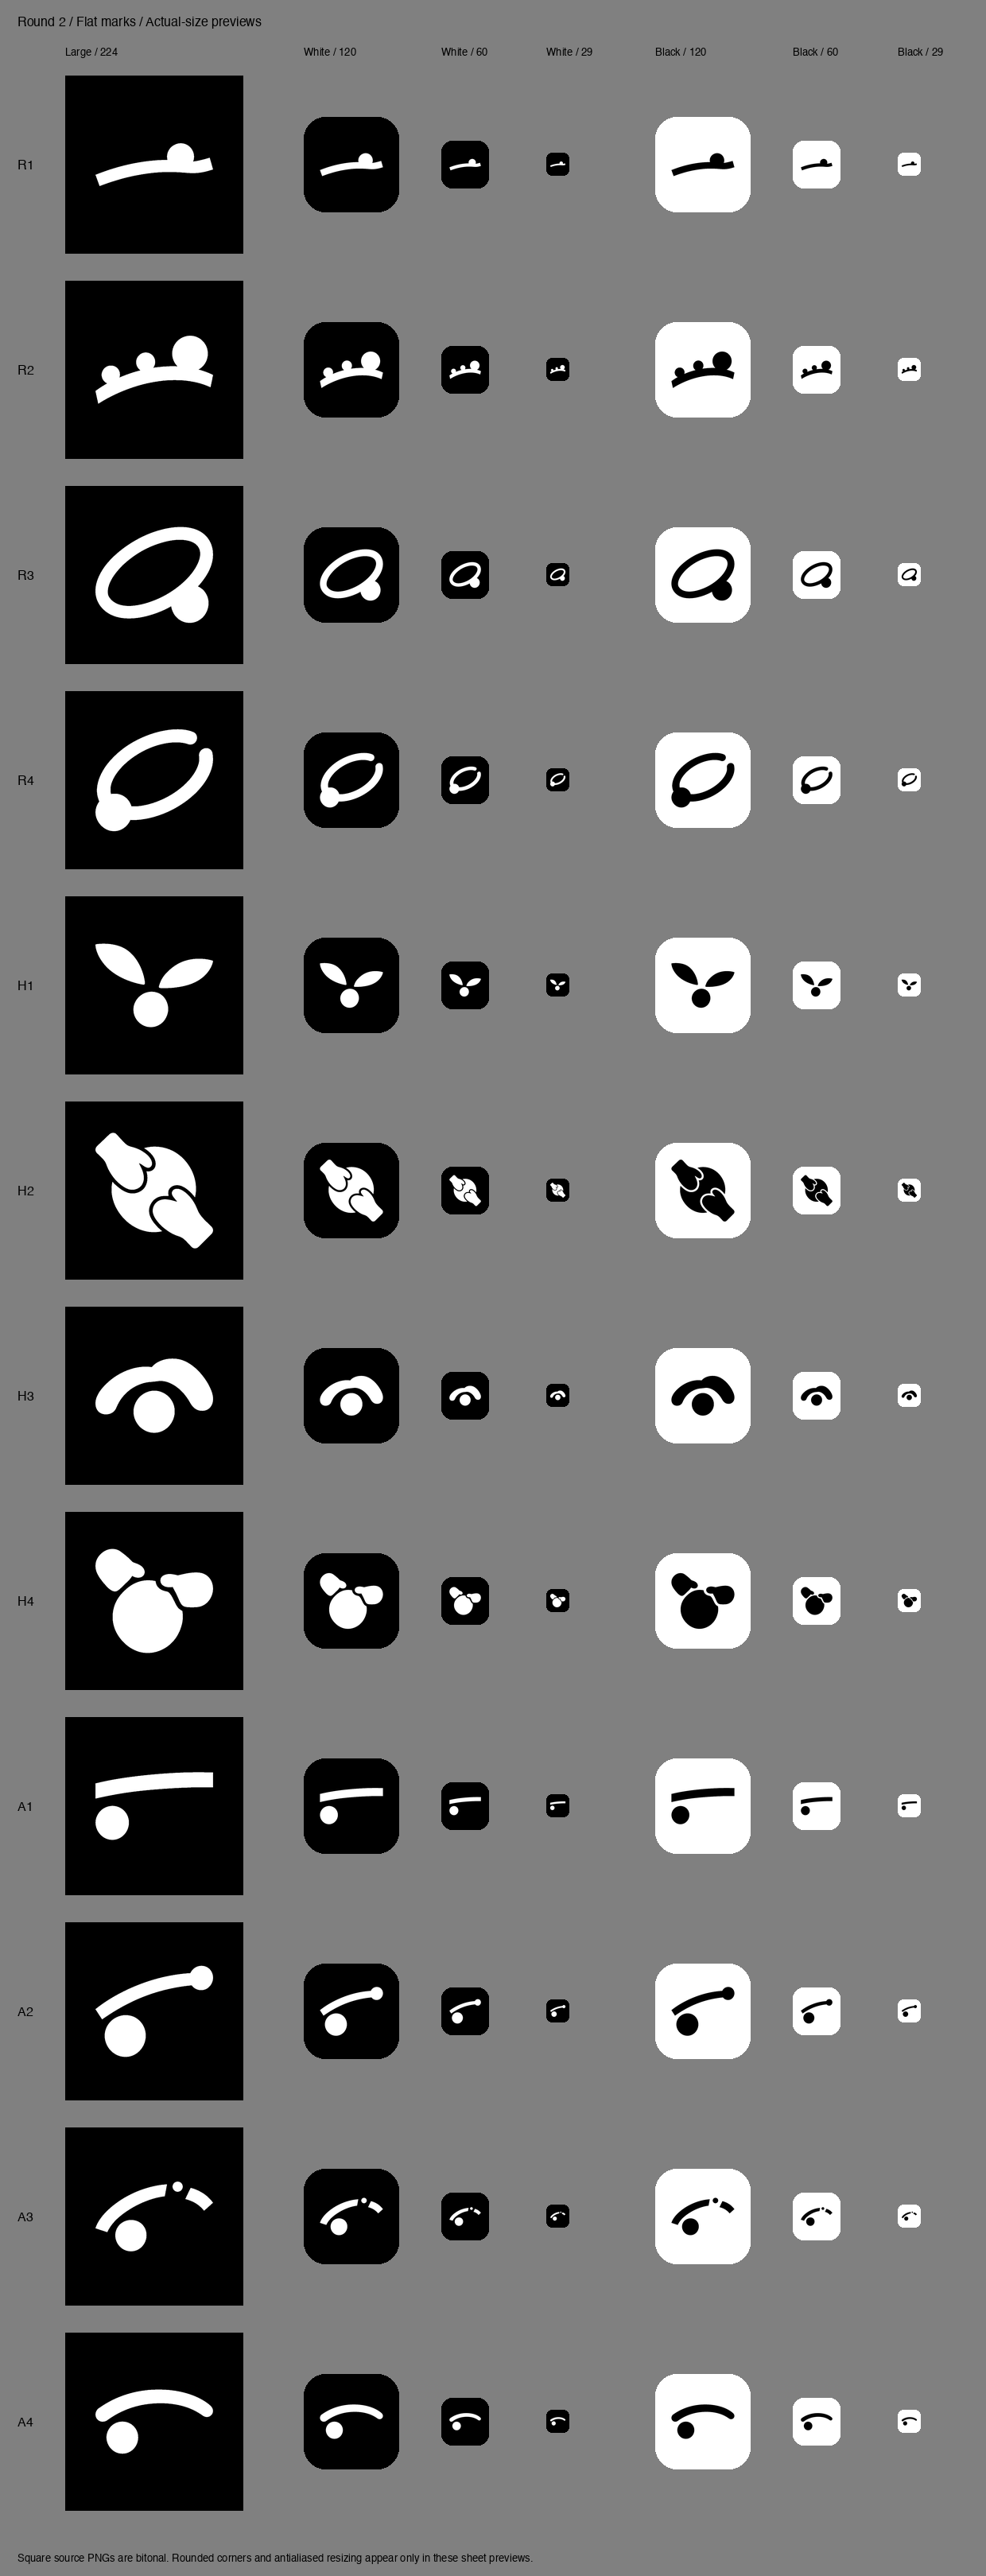 Round 2 / Flat marks / Actual-size previews
Large / 224 White / 120 White / 60 White / 29 Black / 120 Black / 60 Black / 29
R1
R2
R3
R4
H1
H2
H3
H4
A1
A2
A3
A4
Square source PNGs are bitonal. Rounded corners and antialiased resizing appear only in these sheet previews.